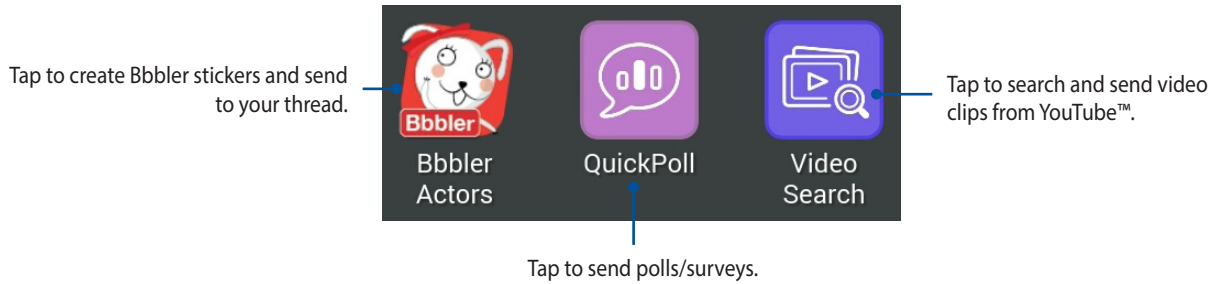 Tap to create Bbbler stickers and send
to your thread.
Bbbler
Bbbler
Actors
QuickPoll
Video
Search
Tap to search and send video
clips from YouTube™.
Tap to send polls/surveys.